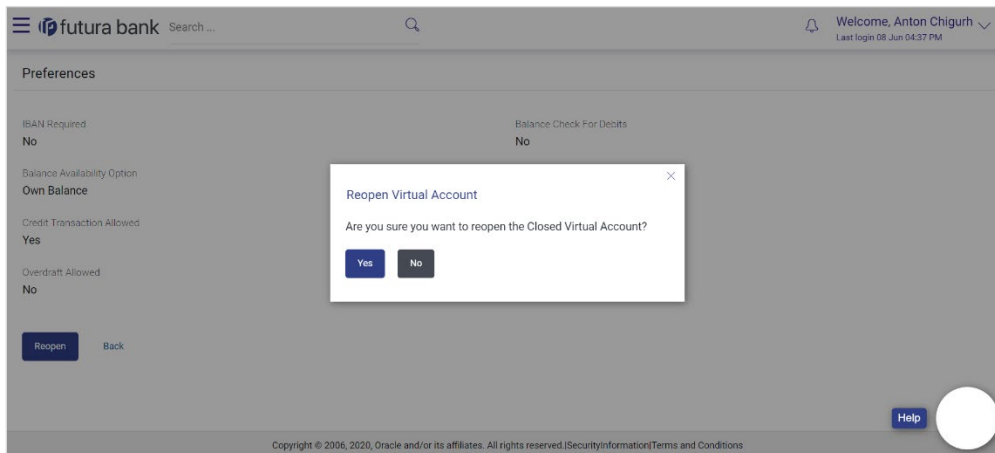 futura bank Search ...
Welcome, Anton Chigurh
Last login 08 Jun 04:37 PM
Preferences
IBAN Required
No
Balance Check For Debits
No
Balance Availability Option
Own Balance
Credit Transaction Allowed
Yes
Overdraft Allowed
No
Reopen Virtual Account
Are you sure you want to reopen the Closed Virtual Account?
Yes No
Reopen Back
Help
Copyright © 2006, 2020, Oracle and/or its affiliates. All rights reserved.|SecurityInformation|Terms and Conditions